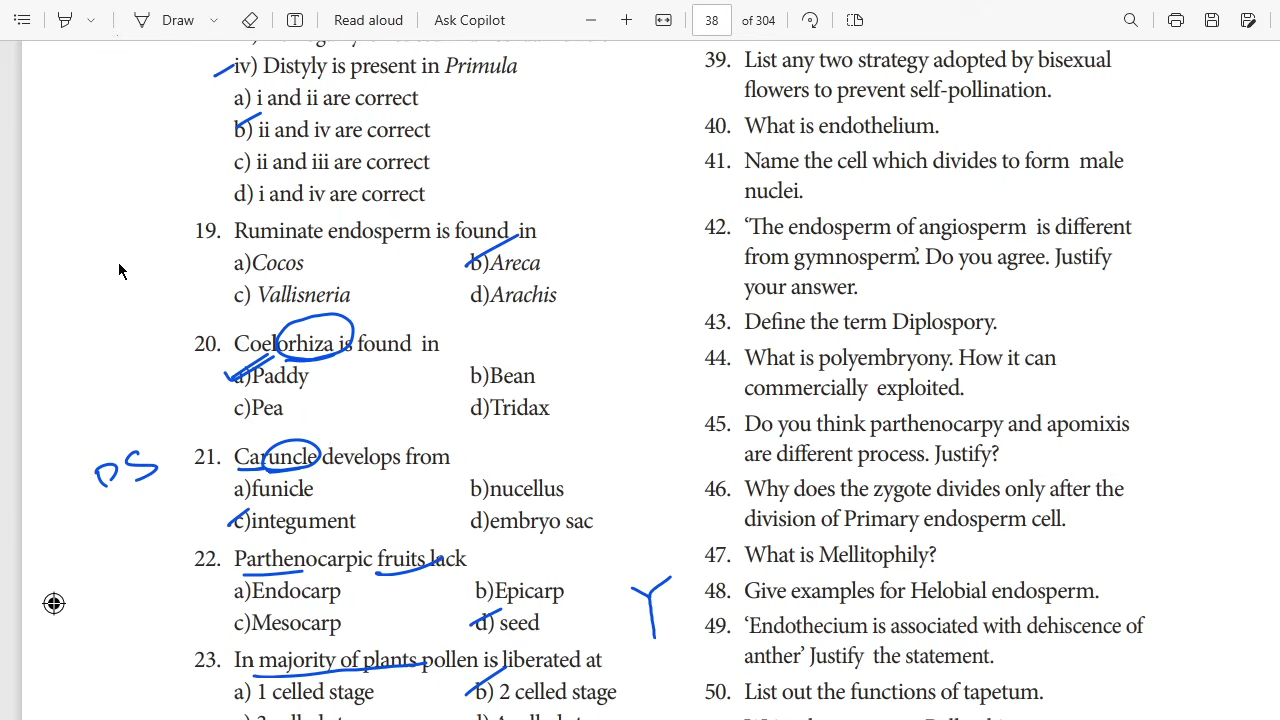 Draw
Read aloud
Ask Copilot
38
of 304
iv) Distyly is present in Primula
a) i and ii are correct
b) ii and iv are correct
c) ii and iii are correct
d) i and iv are correct
19. Ruminate endosperm is found in
a)Cocos b)Areca
c) Vallisneria d)Arachis
20. Coelorhiza is found in
a)Paddy b)Bean
c)Pea d)Tridax
21. Caruncle develops from
a)funicle b)nucellus
c)integument d)embryo sac
22. Parthenocarpic fruits lack
a)Endocarp b)Epicarp
c)Mesocarp d) seed
23. In majority of plants pollen is liberated at
a) 1 celled stage b) 2 celled stage
DS
Y
39. List any two strategy adopted by bisexual
flowers to prevent self-pollination.
40. What is endothelium.
41. Name the cell which divides to form male
nuclei.
42. ‘The endosperm of angiosperm is different
from gymnosperm’. Do you agree. Justify
your answer.
43. Define the term Diplospory.
44. What is polyembryony. How it can
commercially exploited.
45. Do you think parthenocarpy and apomixis
are different process. Justify?
46. Why does the zygote divides only after the
division of Primary endosperm cell.
47. What is Mellitophily?
48. Give examples for Helobial endosperm.
49. ‘Endothecium is associated with dehiscence of
anther’ Justify the statement.
50. List out the functions of tapetum.